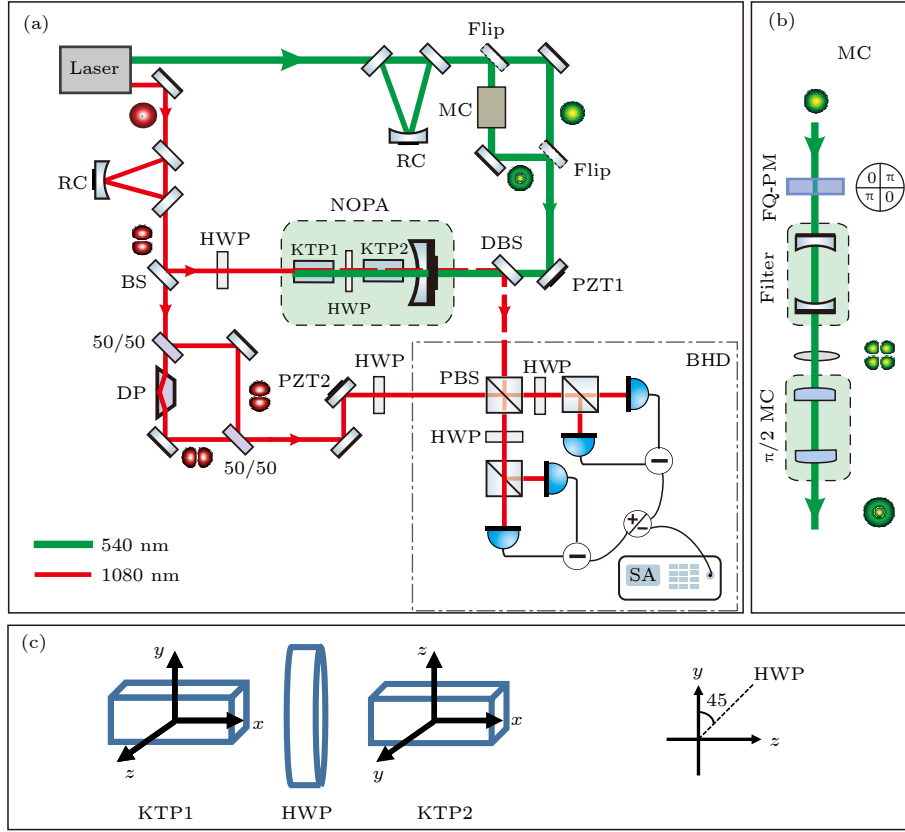 (a)
Laser
Flip
MC
RC
Flip
RC
NOPA
HWP
KTP1
KTP2
DBS
HWP
BS
PZT1
50/50
DP
PZT2
HWP
BHD
PBS
HWP
HWP
50/50
−
+
−
−
SA
540 nm
1080 nm
(b)
MC
FQ-PM
0 π
π 0
Filter
π/2 MC
(c)
y
x
z
KTP1
HWP
z
x
y
KTP2
y
HWP
45
z